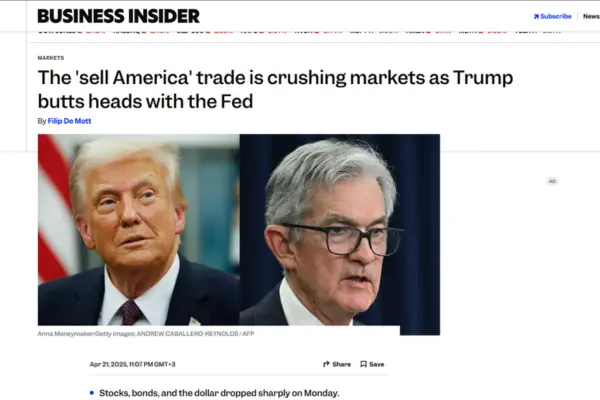 BUSINESS INSIDER
Subscribe
News
MARKETS
The 'sell America' trade is crushing markets as Trump
butts heads with the Fed
By Filip De Mott
AD
Anna Moneymaker/Getty Images; ANDREW CABALLERO-REYNOLDS / AFP
Apr 21, 2025, 11:07 PM GMT+3
Share
Save
Stocks, bonds, and the dollar dropped sharply on Monday.